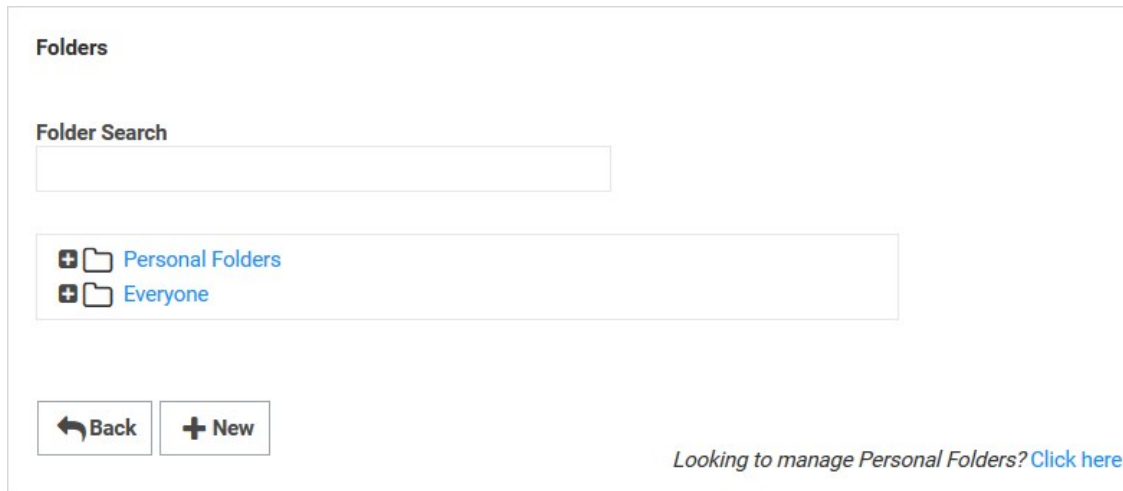 Folders
Folder Search
Personal Folders
Everyone
Back
New
Looking to manage Personal Folders? Click here